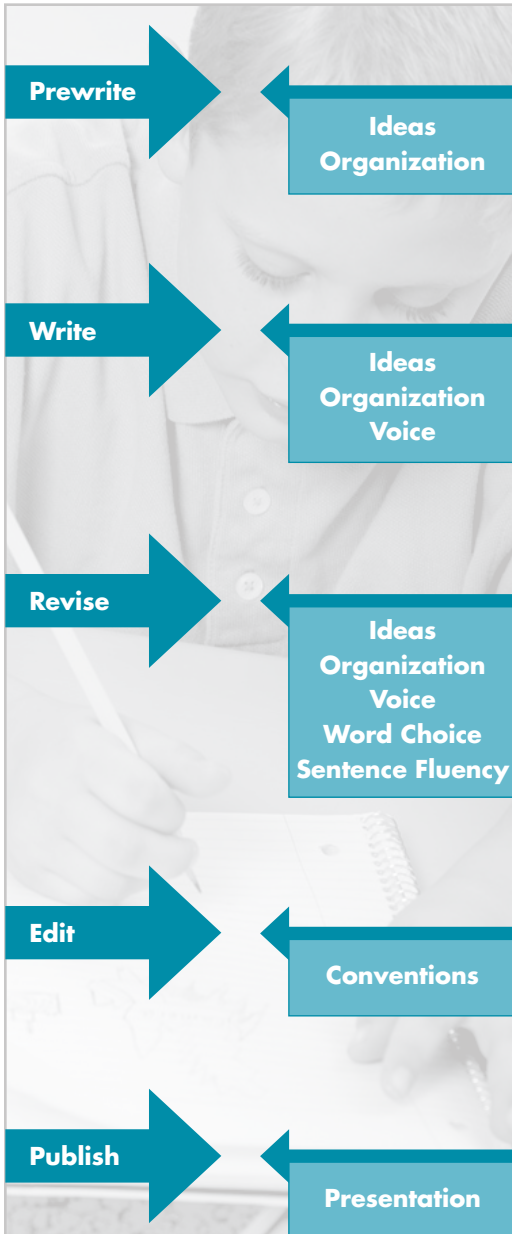 Prewrite
Ideas
Organization
Write
Ideas
Organization
Voice
Revise
Ideas
Organization
Voice
Word Choice
Sentence Fluency
Edit
Conventions
Publish
Presentation